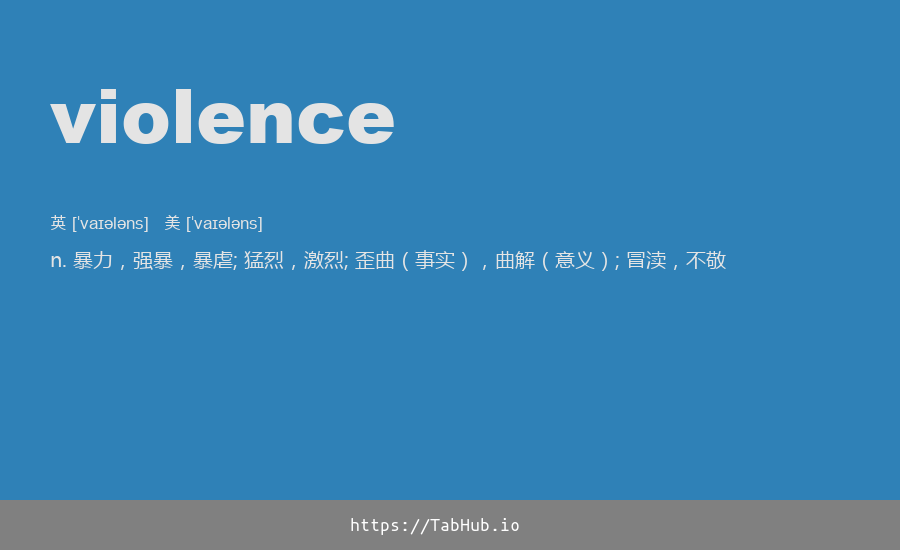 violence
英 [ˈvaɪələns] 美 [ˈvaɪələns]
n. 暴力，强暴，暴虐; 猛烈，激烈; 歪曲（事实），曲解（意义）; 冒渎，不敬
https://TabHub.io